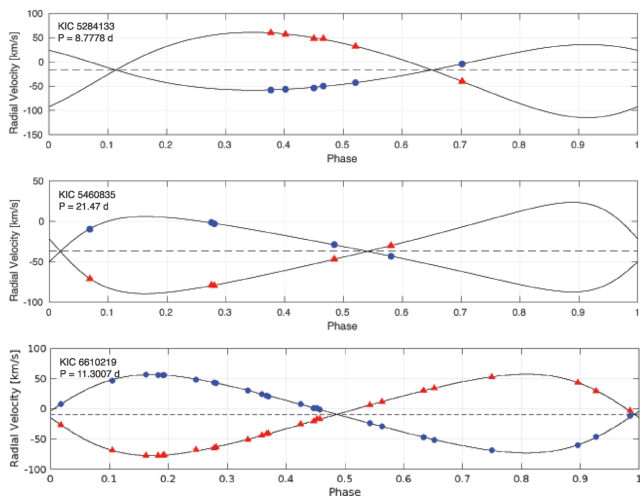 KIC 5284133
P = 8.7778 d
Radial Velocity [km/s]
100
50
0
-50
-100
-150
0 0.1 0.2 0.3 0.4 0.5 0.6 0.7 0.8 0.9 1
Phase
KIC 5460835
P = 21.47 d
Radial Velocity [km/s]
50
0
-50
-100
0 0.1 0.2 0.3 0.4 0.5 0.6 0.7 0.8 0.9 1
Phase
KIC 6610219
P = 11.3007 d
Radial Velocity [km/s]
100
50
0
-50
-100
0 0.1 0.2 0.3 0.4 0.5 0.6 0.7 0.8 0.9 1
Phase